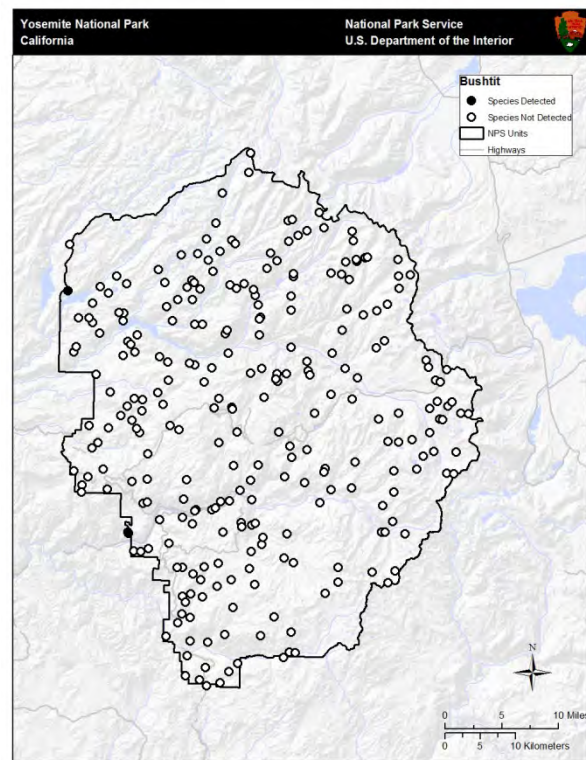 Yosemite National Park
California
National Park Service
U.S. Department of the Interior
Bushtit
Species Detected
Species Not Detected
NPS Units
Highways
N
0 5 10 Miles
0 5 10 Kilometers